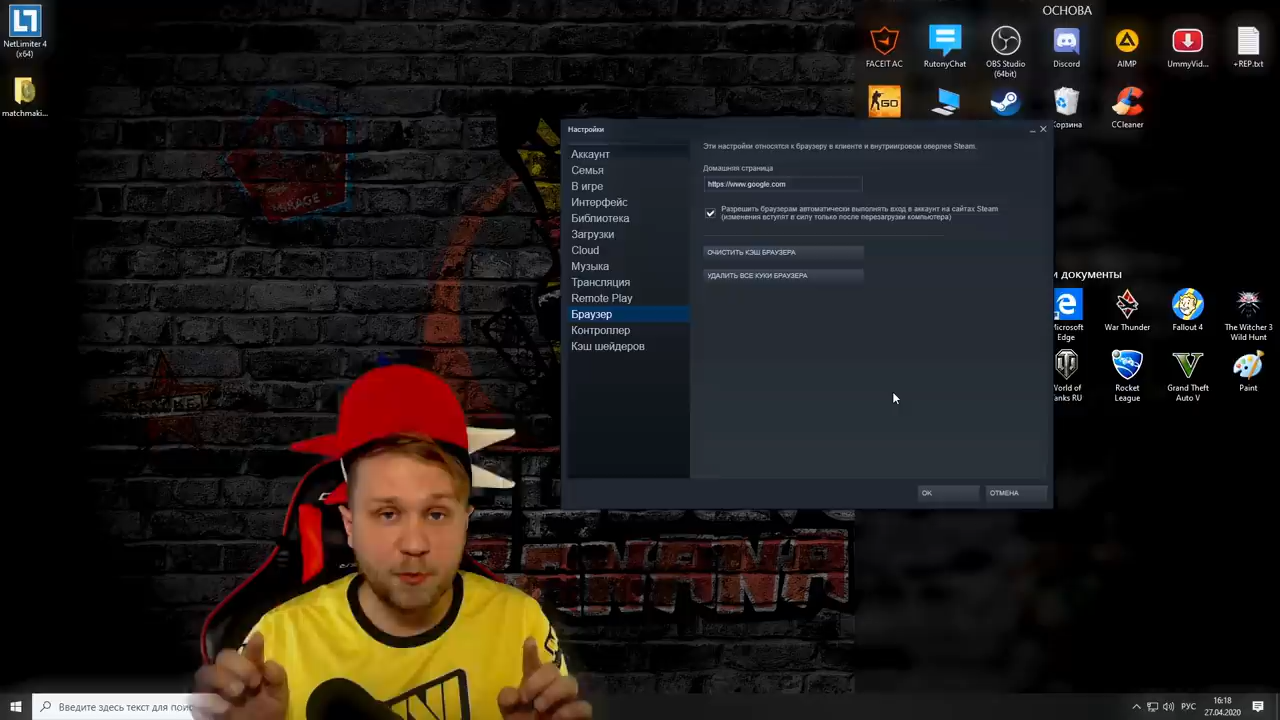 NetLimiter 4
(x64)
matchmaki...
MIRAGE
ОСНОВА
FACEIT AC
RutonyChat
OBS Studio
(64bit)
Discord
AIMP
UmmyVid...
+REP.txt
GO
Корзина
CCleaner
Настройки
Аккаунт
Семья
В игре
Интерфейс
Библиотека
Загрузки
Cloud
Музыка
Трансляция
Remote Play
Браузер
Контроллер
Кэш шейдеров
Эти настройки относятся к браузеру в клиенте и внутриигровом оверлее Steam.
Домашняя страница
https://www.google.com
Разрешить браузерам автоматически выполнять вход в аккаунт на сайтах Steam
(изменения вступят в силу только после перезагрузки компьютера)
ОЧИСТИТЬ КЭШ БРАУЗЕРА
УДАЛИТЬ ВСЕ КУКИ БРАУЗЕРА
OK
ОТМЕНА
и документы
Microsoft
Edge
War Thunder
Fallout 4
The Witcher 3
Wild Hunt
World of
Tanks RU
Rocket
League
Grand Theft
Auto V
Paint
BANANA
Введите здесь текст для поис
РУС
16:18
27.04.2020